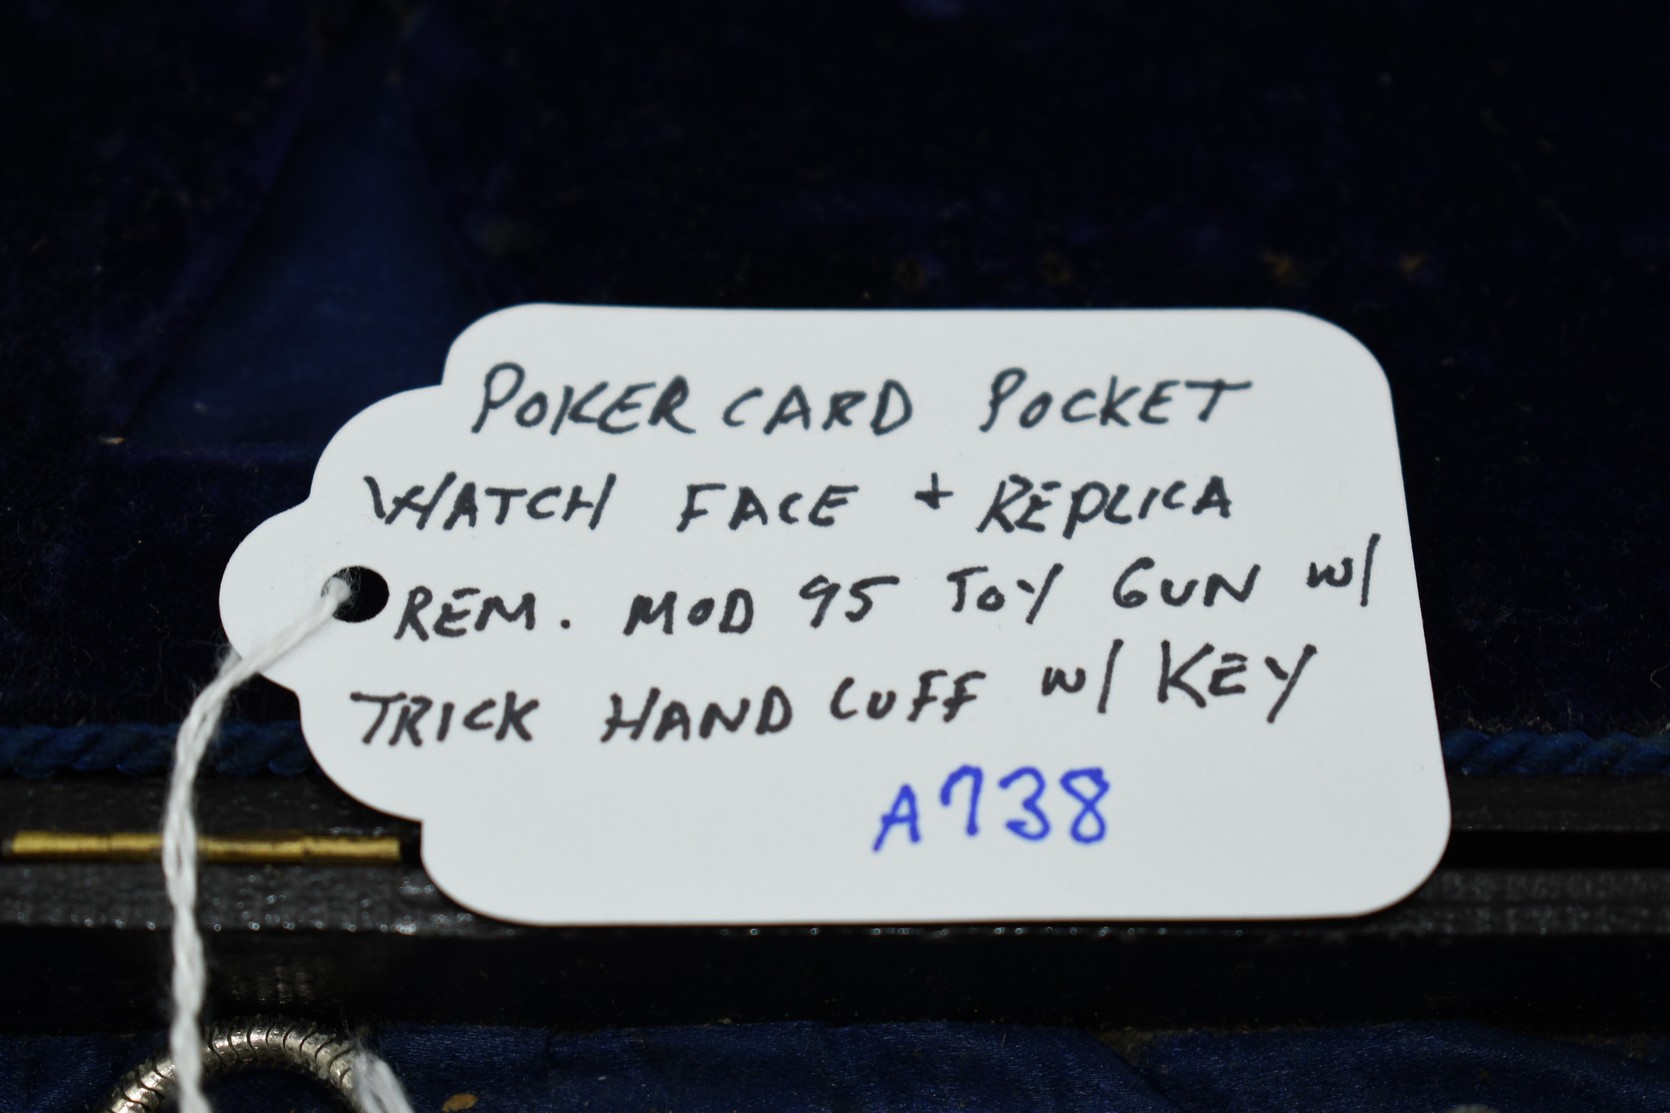 POKER CARD POCKET
WATCH FACE + REPLICA
REM. MOD 95 TOY GUN w/
TRICK HAND CUFF w/ KEY
A738